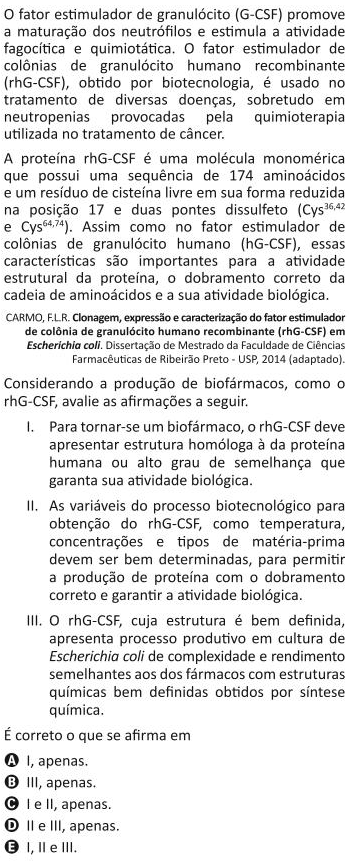 O fator estimulador de granulócito (G-CSF) promove
a maturação dos neutrófilos e estimula a atividade
fagocítica e quimiotática. O fator estimulador de
colônias de granulócito humano recombinante
(rhG-CSF), obtido por biotecnologia, é usado no
tratamento de diversas doenças, sobretudo em
neutropenias provocadas pela quimioterapia
utilizada no tratamento de câncer.
A proteína rhG-CSF é uma molécula monomérica
que possui uma sequência de 174 aminoácidos
e um resíduo de cisteína livre em sua forma reduzida
na posição 17 e duas pontes dissulfeto (Cys³⁶,⁴²
e Cys⁶⁴,⁷⁴). Assim como no fator estimulador de
colônias de granulócito humano (hG-CSF), essas
características são importantes para a atividade
estrutural da proteína, o dobramento correto da
cadeia de aminoácidos e a sua atividade biológica.
CARMO, F.L.R. Clonagem, expressão e caracterização do fator estimulador
de colônia de granulócito humano recombinante (rhG-CSF) em
Escherichia coli. Dissertação de Mestrado da Faculdade de Ciências
Farmacêuticas de Ribeirão Preto - USP, 2014 (adaptado).
Considerando a produção de biofármacos, como o
rhG-CSF, avalie as afirmações a seguir.
I. Para tornar-se um biofármaco, o rhG-CSF deve
apresentar estrutura homóloga à da proteína
humana ou alto grau de semelhança que
garanta sua atividade biológica.
II. As variáveis do processo biotecnológico para
obtenção do rhG-CSF, como temperatura,
concentrações e tipos de matéria-prima
devem ser bem determinadas, para permitir
a produção de proteína com o dobramento
correto e garantir a atividade biológica.
III. O rhG-CSF, cuja estrutura é bem definida,
apresenta processo produtivo em cultura de
Escherichia coli de complexidade e rendimento
semelhantes aos dos fármacos com estruturas
químicas bem definidas obtidos por síntese
química.
É correto o que se afirma em
A I, apenas.
B III, apenas.
C I e II, apenas.
D II e III, apenas.
E I, II e III.